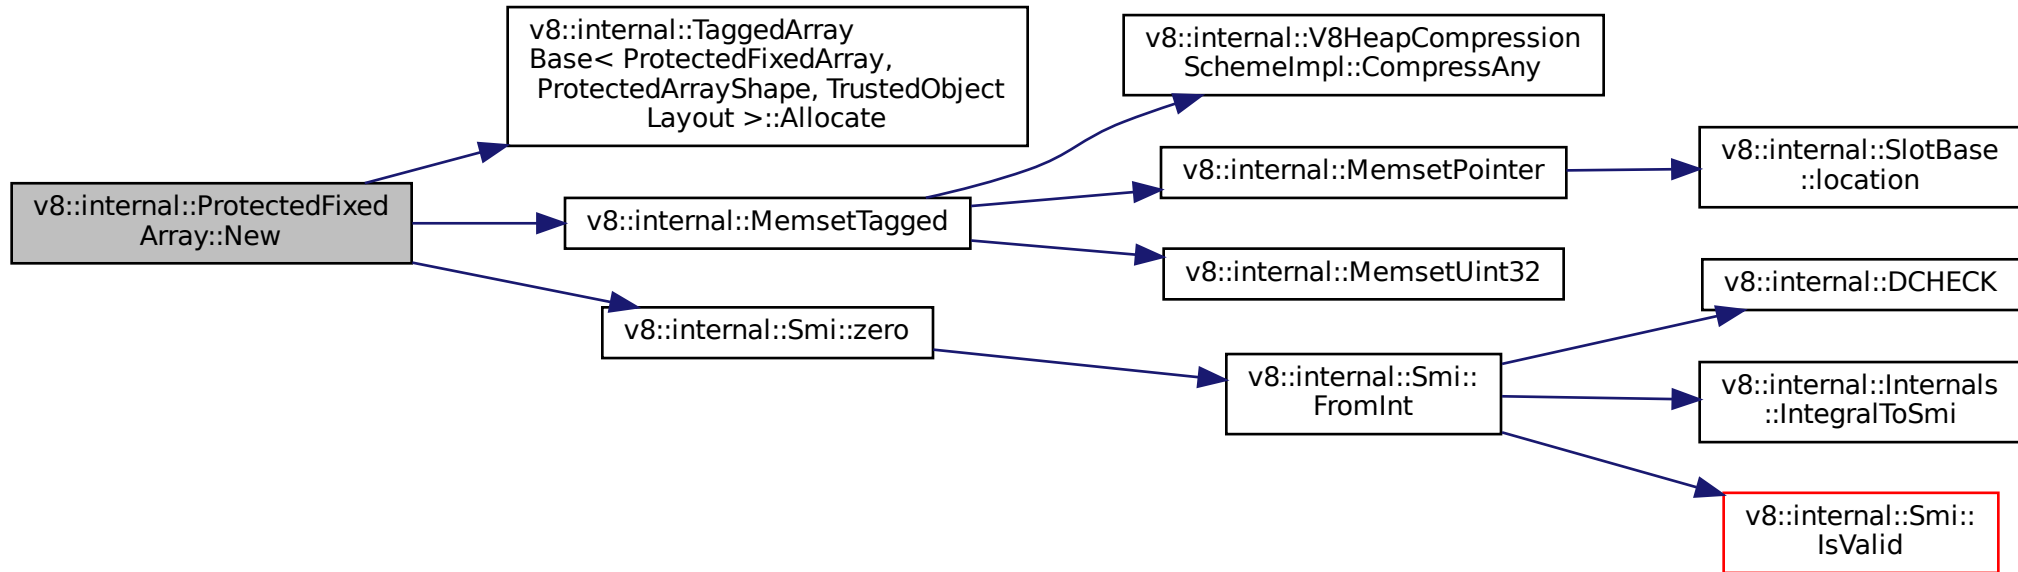 v8::internal::ProtectedFixed
Array::New
v8::internal::TaggedArray
Base< ProtectedFixedArray,
ProtectedArrayShape, TrustedObject
Layout >::Allocate
v8::internal::MemsetTagged
v8::internal::Smi::zero
v8::internal::V8HeapCompression
SchemeImpl::CompressAny
v8::internal::MemsetPointer
v8::internal::MemsetUint32
v8::internal::Smi::
FromInt
v8::internal::SlotBase
::location
v8::internal::DCHECK
v8::internal::Internals
::IntegralToSmi
v8::internal::Smi::
IsValid